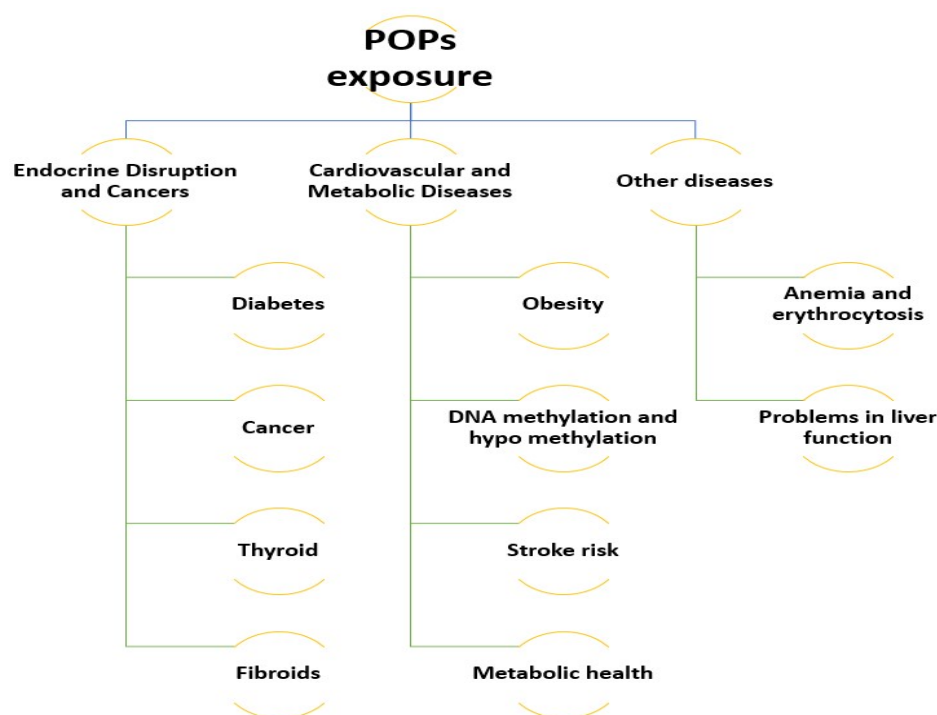 POPs
exposure
Endocrine Disruption
and Cancers
Cardiovascular and
Metabolic Diseases
Other diseases
Diabetes
Obesity
Anemia and
erythrocytosis
Cancer
DNA methylation and
hypo methylation
Problems in liver
function
Thyroid
Stroke risk
Fibroids
Metabolic health